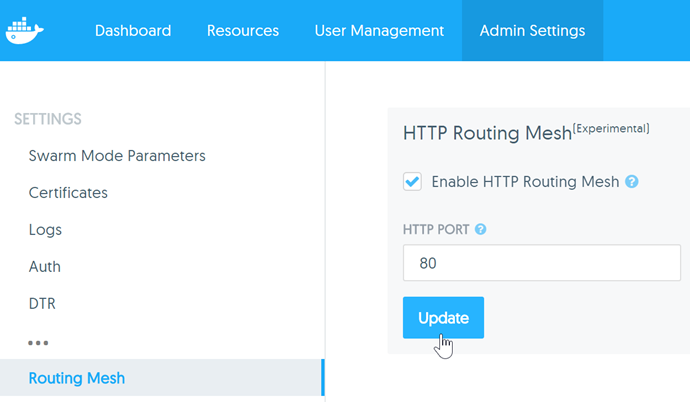 Dashboard
Resources
User Management
Admin Settings
SETTINGS
Swarm Mode Parameters
Certificates
Logs
Auth
DTR
•••
Routing Mesh
HTTP Routing Mesh(Experimental)
Enable HTTP Routing Mesh ?
HTTP PORT ?
80
Update